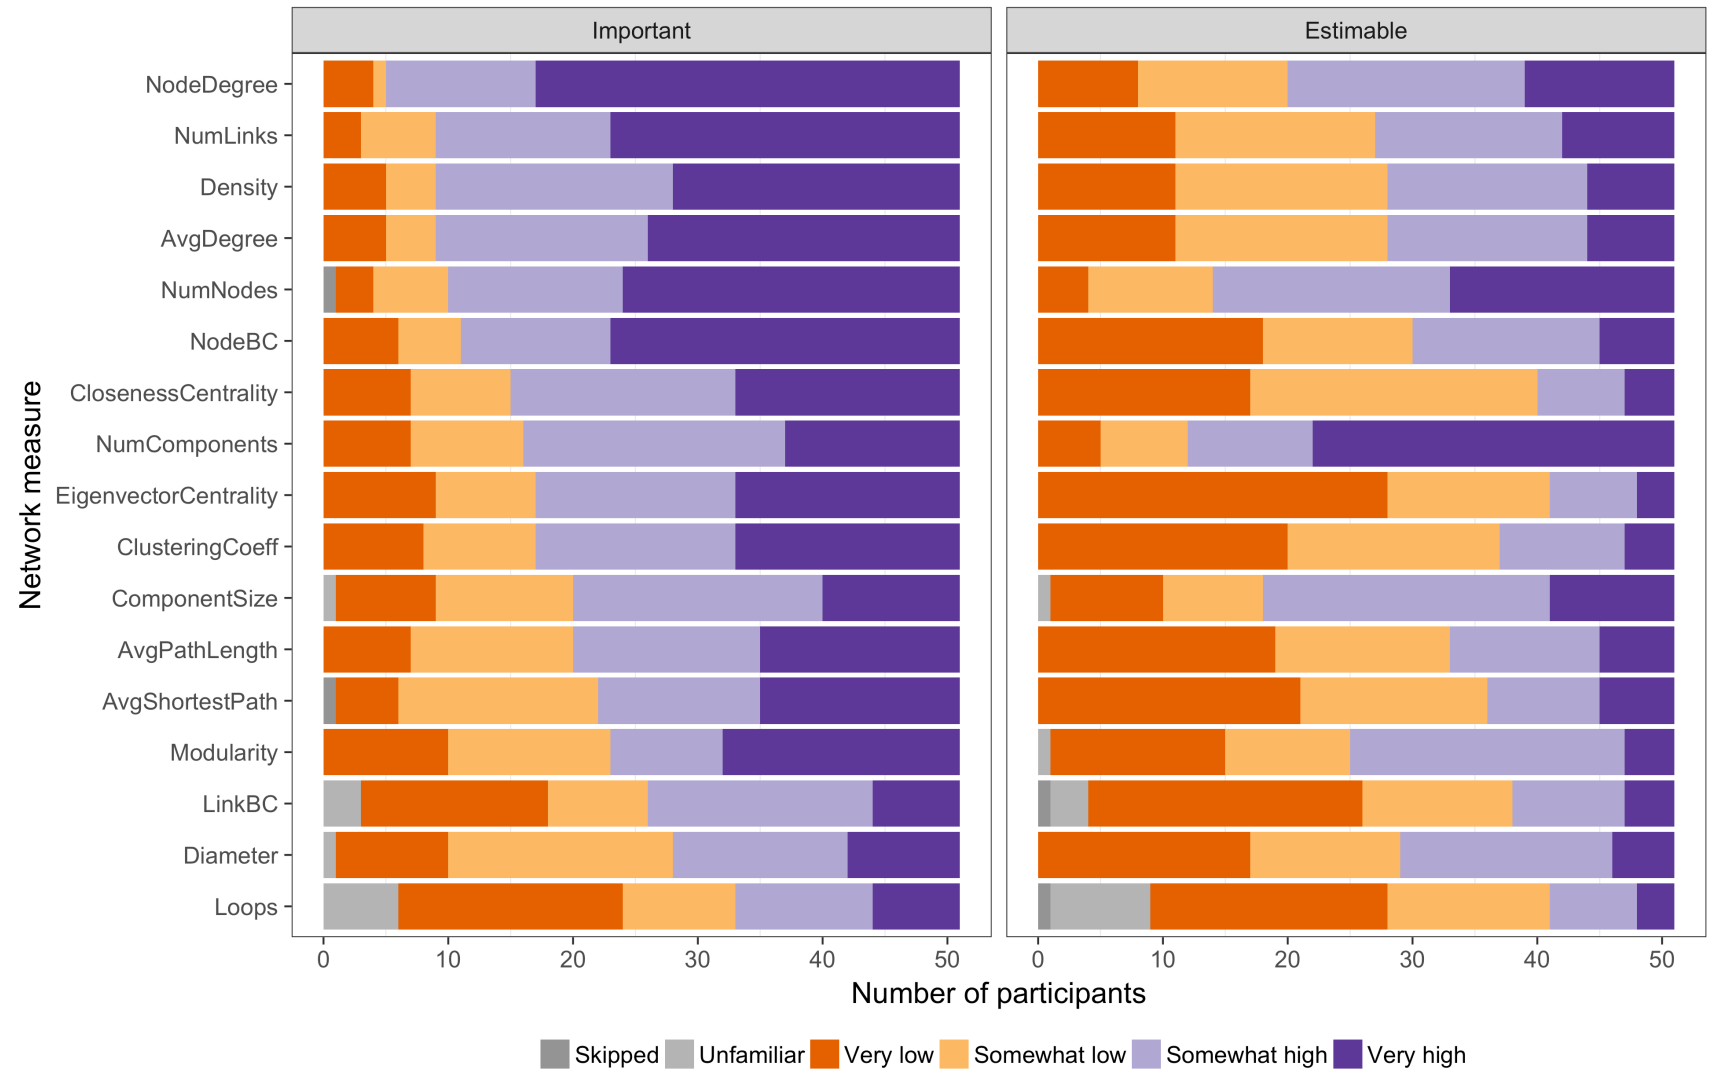 Important
Estimable
Network measure
NodeDegree
NumLinks
Density
AvgDegree
NumNodes
NodeBC
ClosenessCentrality
NumComponents
EigenvectorCentrality
ClusteringCoeff
ComponentSize
AvgPathLength
AvgShortestPath
Modularity
LinkBC
Diameter
Loops
0 10 20 30 40 50
0 10 20 30 40 50
Number of participants
Skipped Unfamiliar Very low Somewhat low Somewhat high Very high